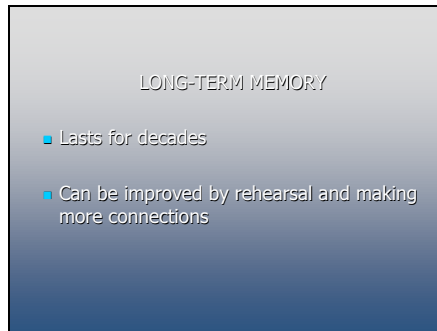 LONG-TERM MEMORY
Lasts for decades
Can be improved by rehearsal and making
more connections